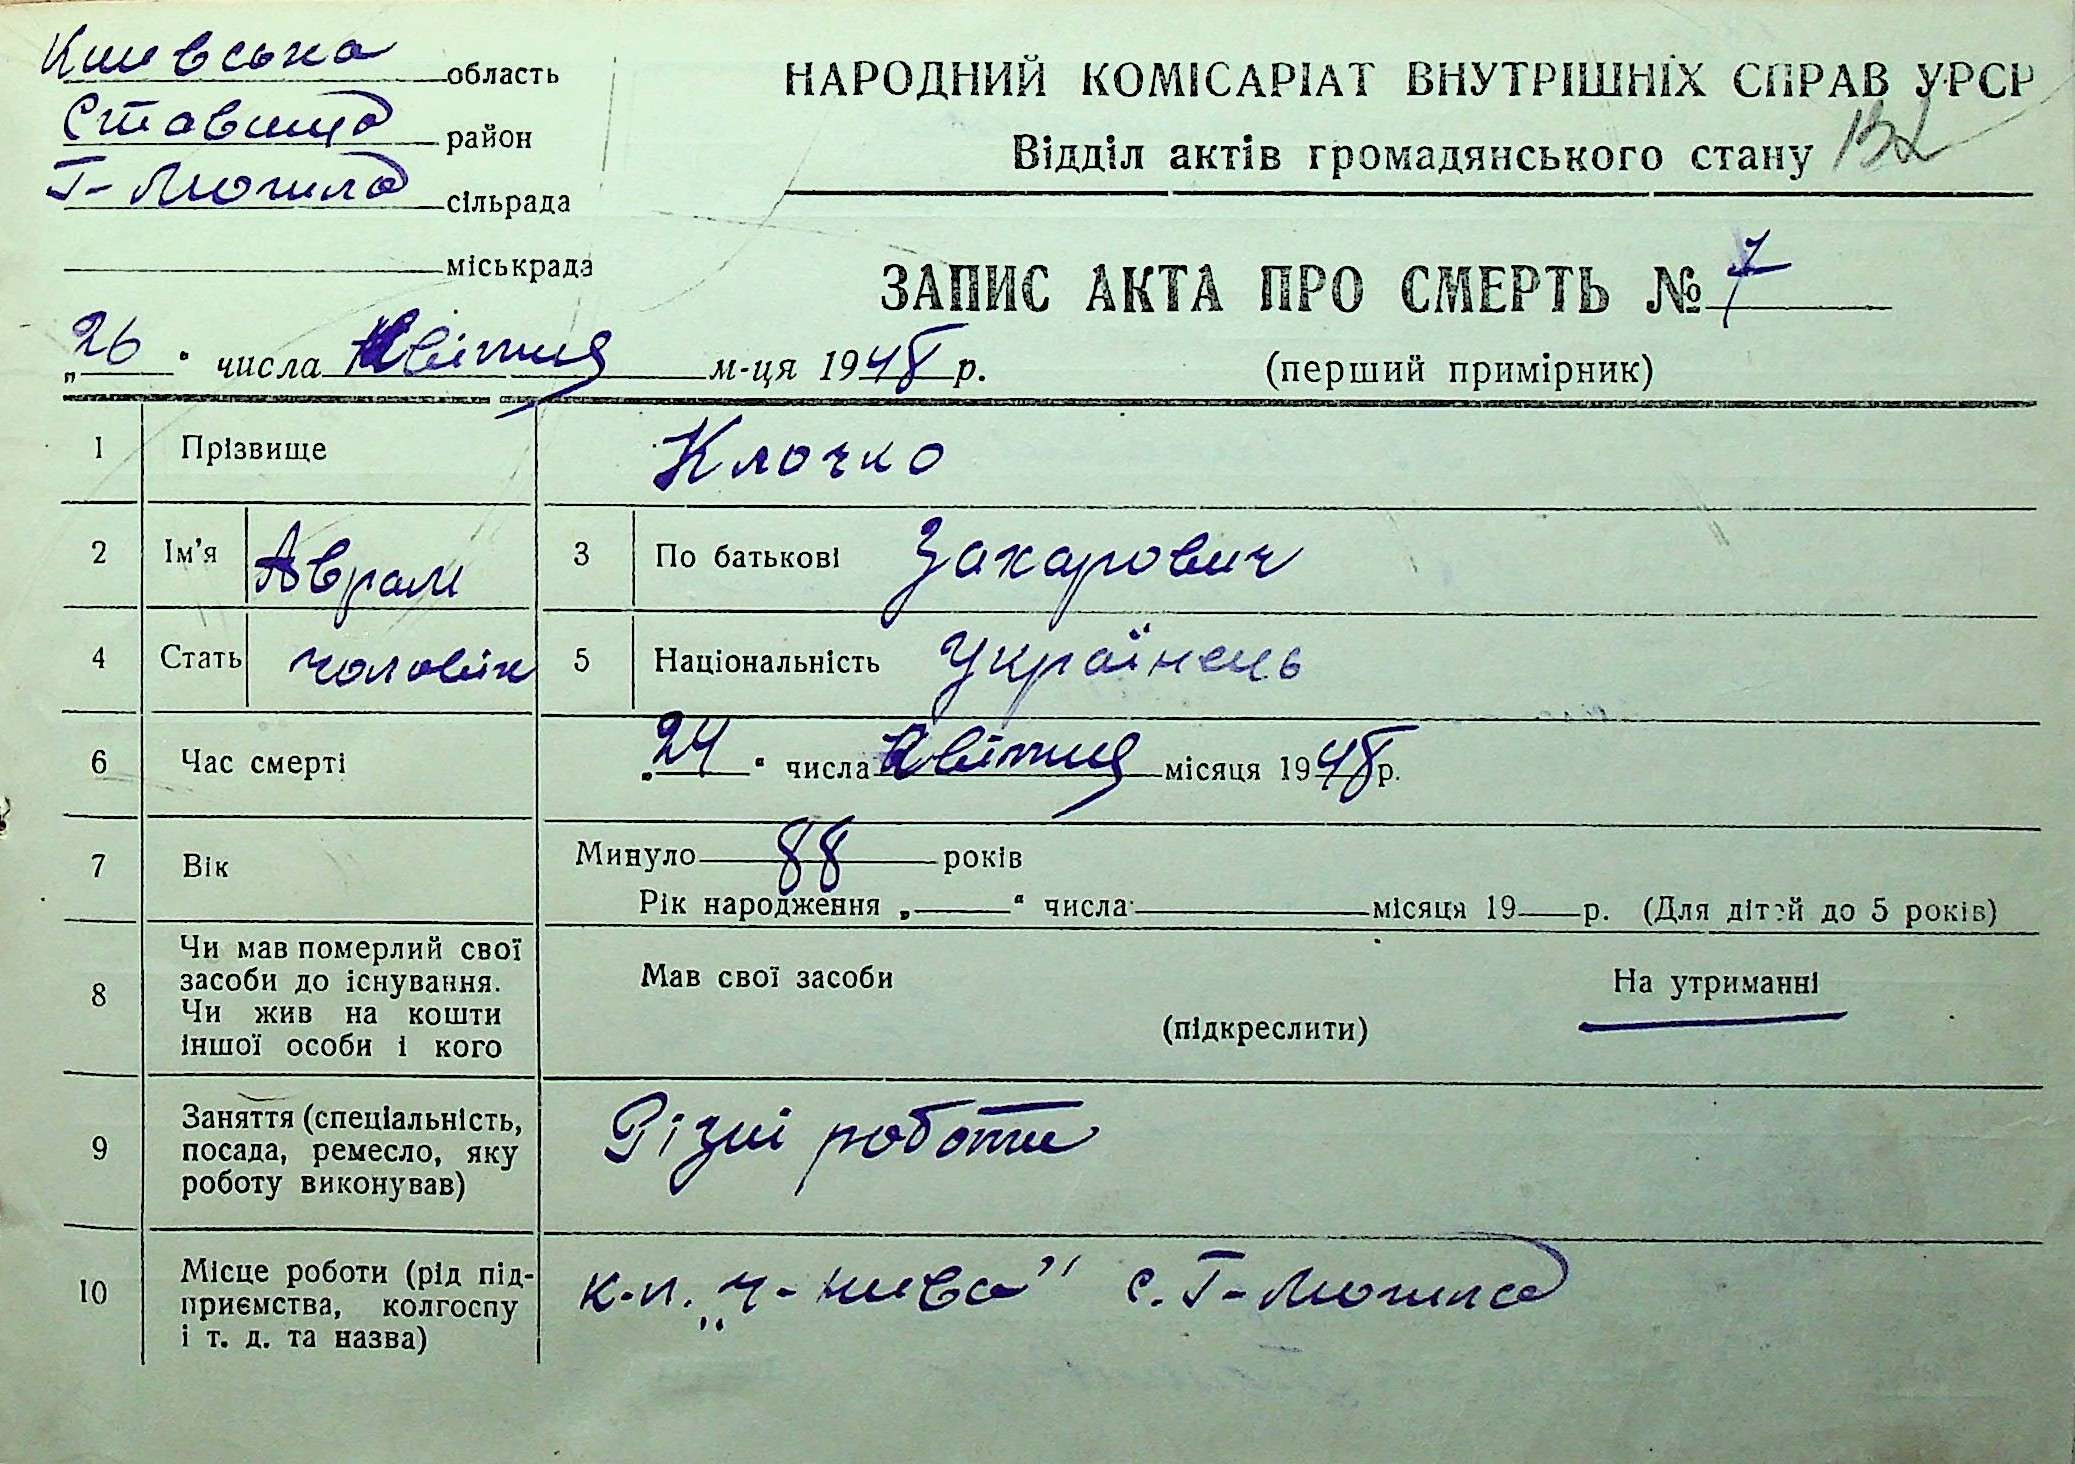 Київська область
Ставища район
Г-Могила сільрада
міськрада
НАРОДНИЙ КОМІСАРІАТ ВНУТРІШНІХ СПРАВ УРСР
Відділ актів громадянського стану 132
ЗАПИС АКТА ПРО СМЕРТЬ № 7
„26“ числа Квітня м-ця 1948 р.
(перший примірник)
1 Прізвище Клочко
2 Ім'я Аврам 3 По батькові Захарович
4 Стать чоловік 5 Національність Українець
6 Час смерті „24“ числа Квітня місяця 1948 р.
7 Вік Минуло 88 років
Рік народження „ “ числа місяця 19 р. (Для дітей до 5 років)
8 Чи мав померлий свої
засоби до існування.
Чи жив на кошти
іншої особи і кого
Мав свої засоби На утриманні
(підкреслити)
9 Заняття (спеціальність,
посада, ремесло, яку
роботу виконував)
Різні роботи
10 Місце роботи (рід під-
приємства, колгоспу
і т. д. та назва)
к-п. „Ч-нива" с. Г-Могила